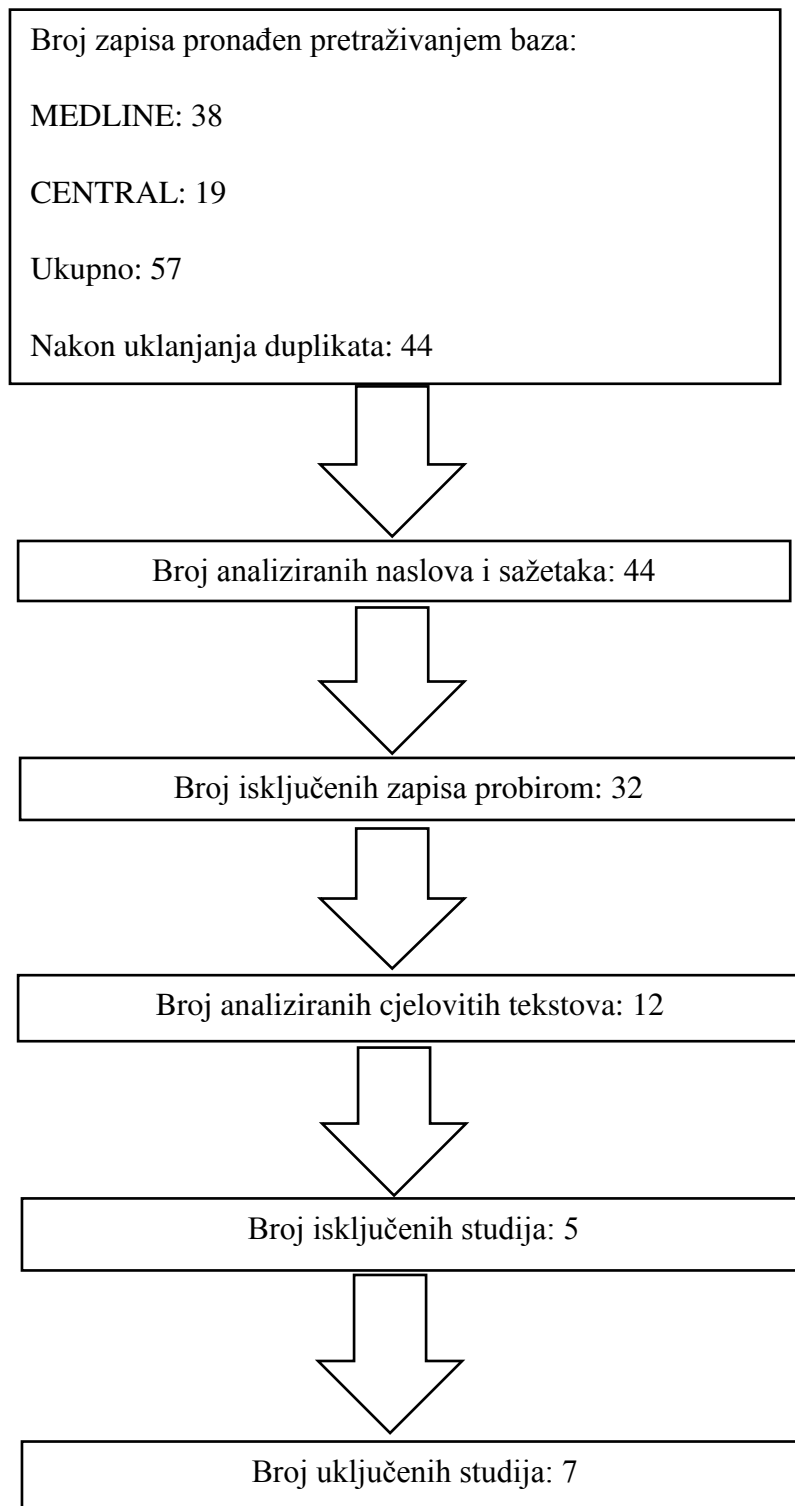 Broj zapisa pronađen pretraživanjem baza:
MEDLINE: 38
CENTRAL: 19
Ukupno: 57
Nakon uklanjanja duplikata: 44
Broj analiziranih naslova i sažetaka: 44
Broj isključenih zapisa probirom: 32
Broj analiziranih cjelovitih tekstova: 12
Broj isključenih studija: 5
Broj uključenih studija: 7